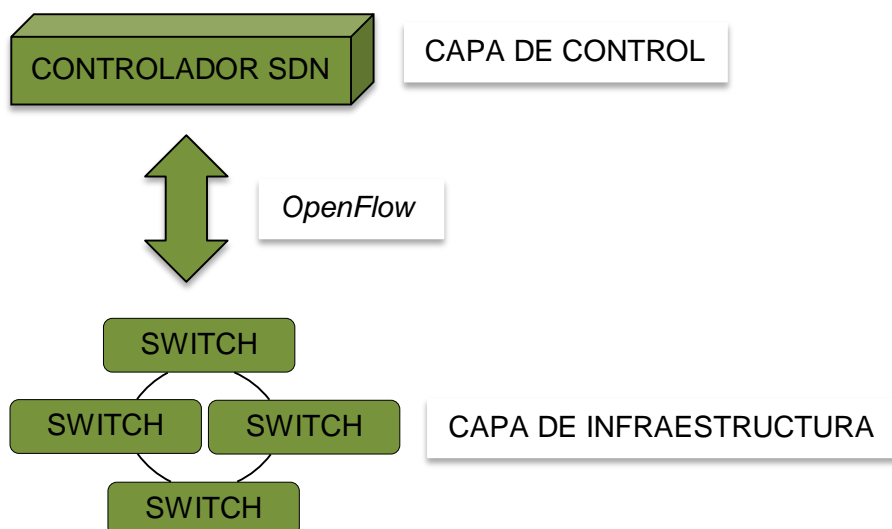 CONTROLADOR SDN
CAPA DE CONTROL
OpenFlow
SWITCH
SWITCH
SWITCH
CAPA DE INFRAESTRUCTURA
SWITCH